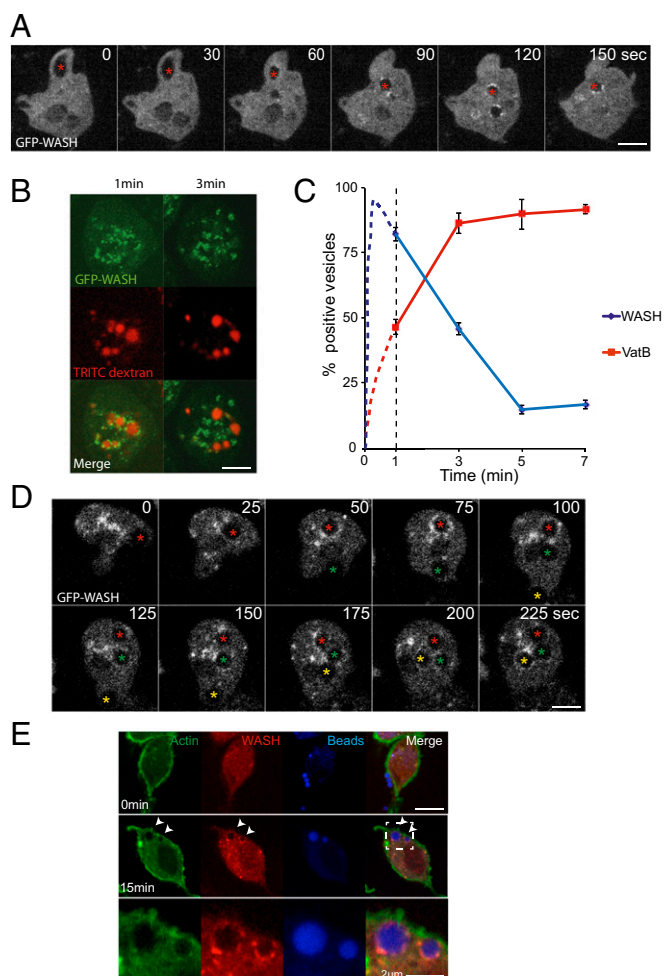 A
0 30 60 90 120 150 sec
GFP-WASH
B
1min 3min
GFP-WASH
TRITC dextran
Merge
C
% positive vesicles
100
75
50
25
0
0 1 3 5 7
Time (min)
WASH
VatB
D
0 25 50 75 100
GFP-WASH
125 150 175 200 225 sec
E
Actin WASH Beads Merge
0min
15min
2µm